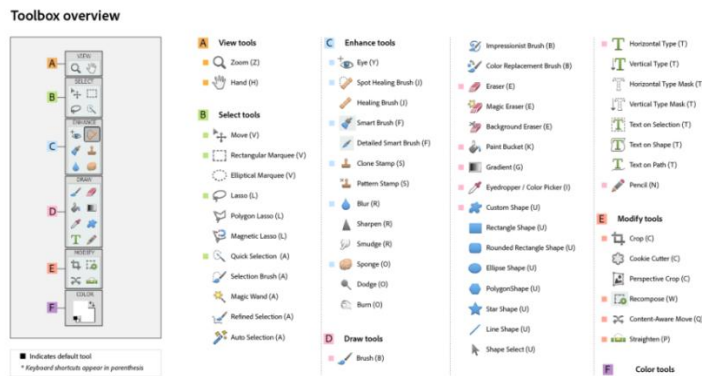 Toolbox overview
VIEW
A
SELECT
B
ENHANCE
C
DRAW
D
MODIFY
E
COLOR
F
Indicates default tool
* Keyboard shortcuts appear in parenthesis
A View tools
Zoom (Z)
Hand (H)
B Select tools
Move (V)
Rectangular Marquee (V)
Elliptical Marquee (V)
Lasso (L)
Polygon Lasso (L)
Magnetic Lasso (L)
Quick Selection (A)
Selection Brush (A)
Magic Wand (A)
Refined Selection (A)
Auto Selection (A)
C Enhance tools
Eye (Y)
Spot Healing Brush (J)
Healing Brush (J)
Smart Brush (F)
Detailed Smart Brush (F)
Clone Stamp (S)
Pattern Stamp (S)
Blur (R)
Sharpen (R)
Smudge (R)
Sponge (O)
Dodge (O)
Burn (O)
D Draw tools
Brush (B)
Impressionist Brush (B)
Color Replacement Brush (B)
Eraser (E)
Magic Eraser (E)
Background Eraser (E)
Paint Bucket (K)
Gradient (G)
Eyedropper / Color Picker (I)
Custom Shape (U)
Rectangle Shape (U)
Rounded Rectangle Shape (U)
Ellipse Shape (U)
PolygonShape (U)
Star Shape (U)
Line Shape (U)
Shape Select (U)
Horizontal Type (T)
Vertical Type (T)
Horizontal Type Mask (T
Vertical Type Mask (T)
Text on Selection (T)
Text on Shape (T)
Text on Path (T)
Pencil (N)
E Modify tools
Crop (C)
Cookie Cutter (C)
Perspective Crop (C)
Recompose (W)
Content-Aware Move (Q)
Straighten (P)
F Color tools